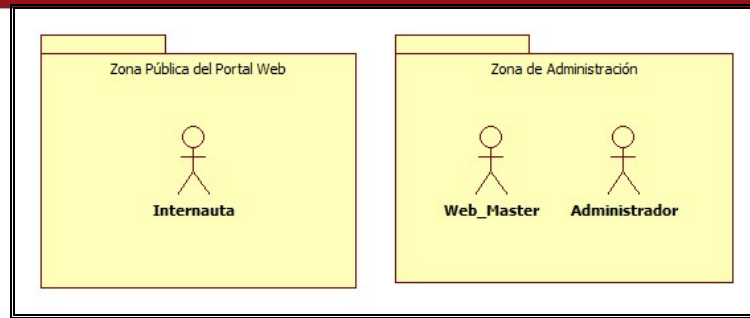 Zona Pública del Portal Web
Internauta
Zona de Administración
Web_Master Administrador